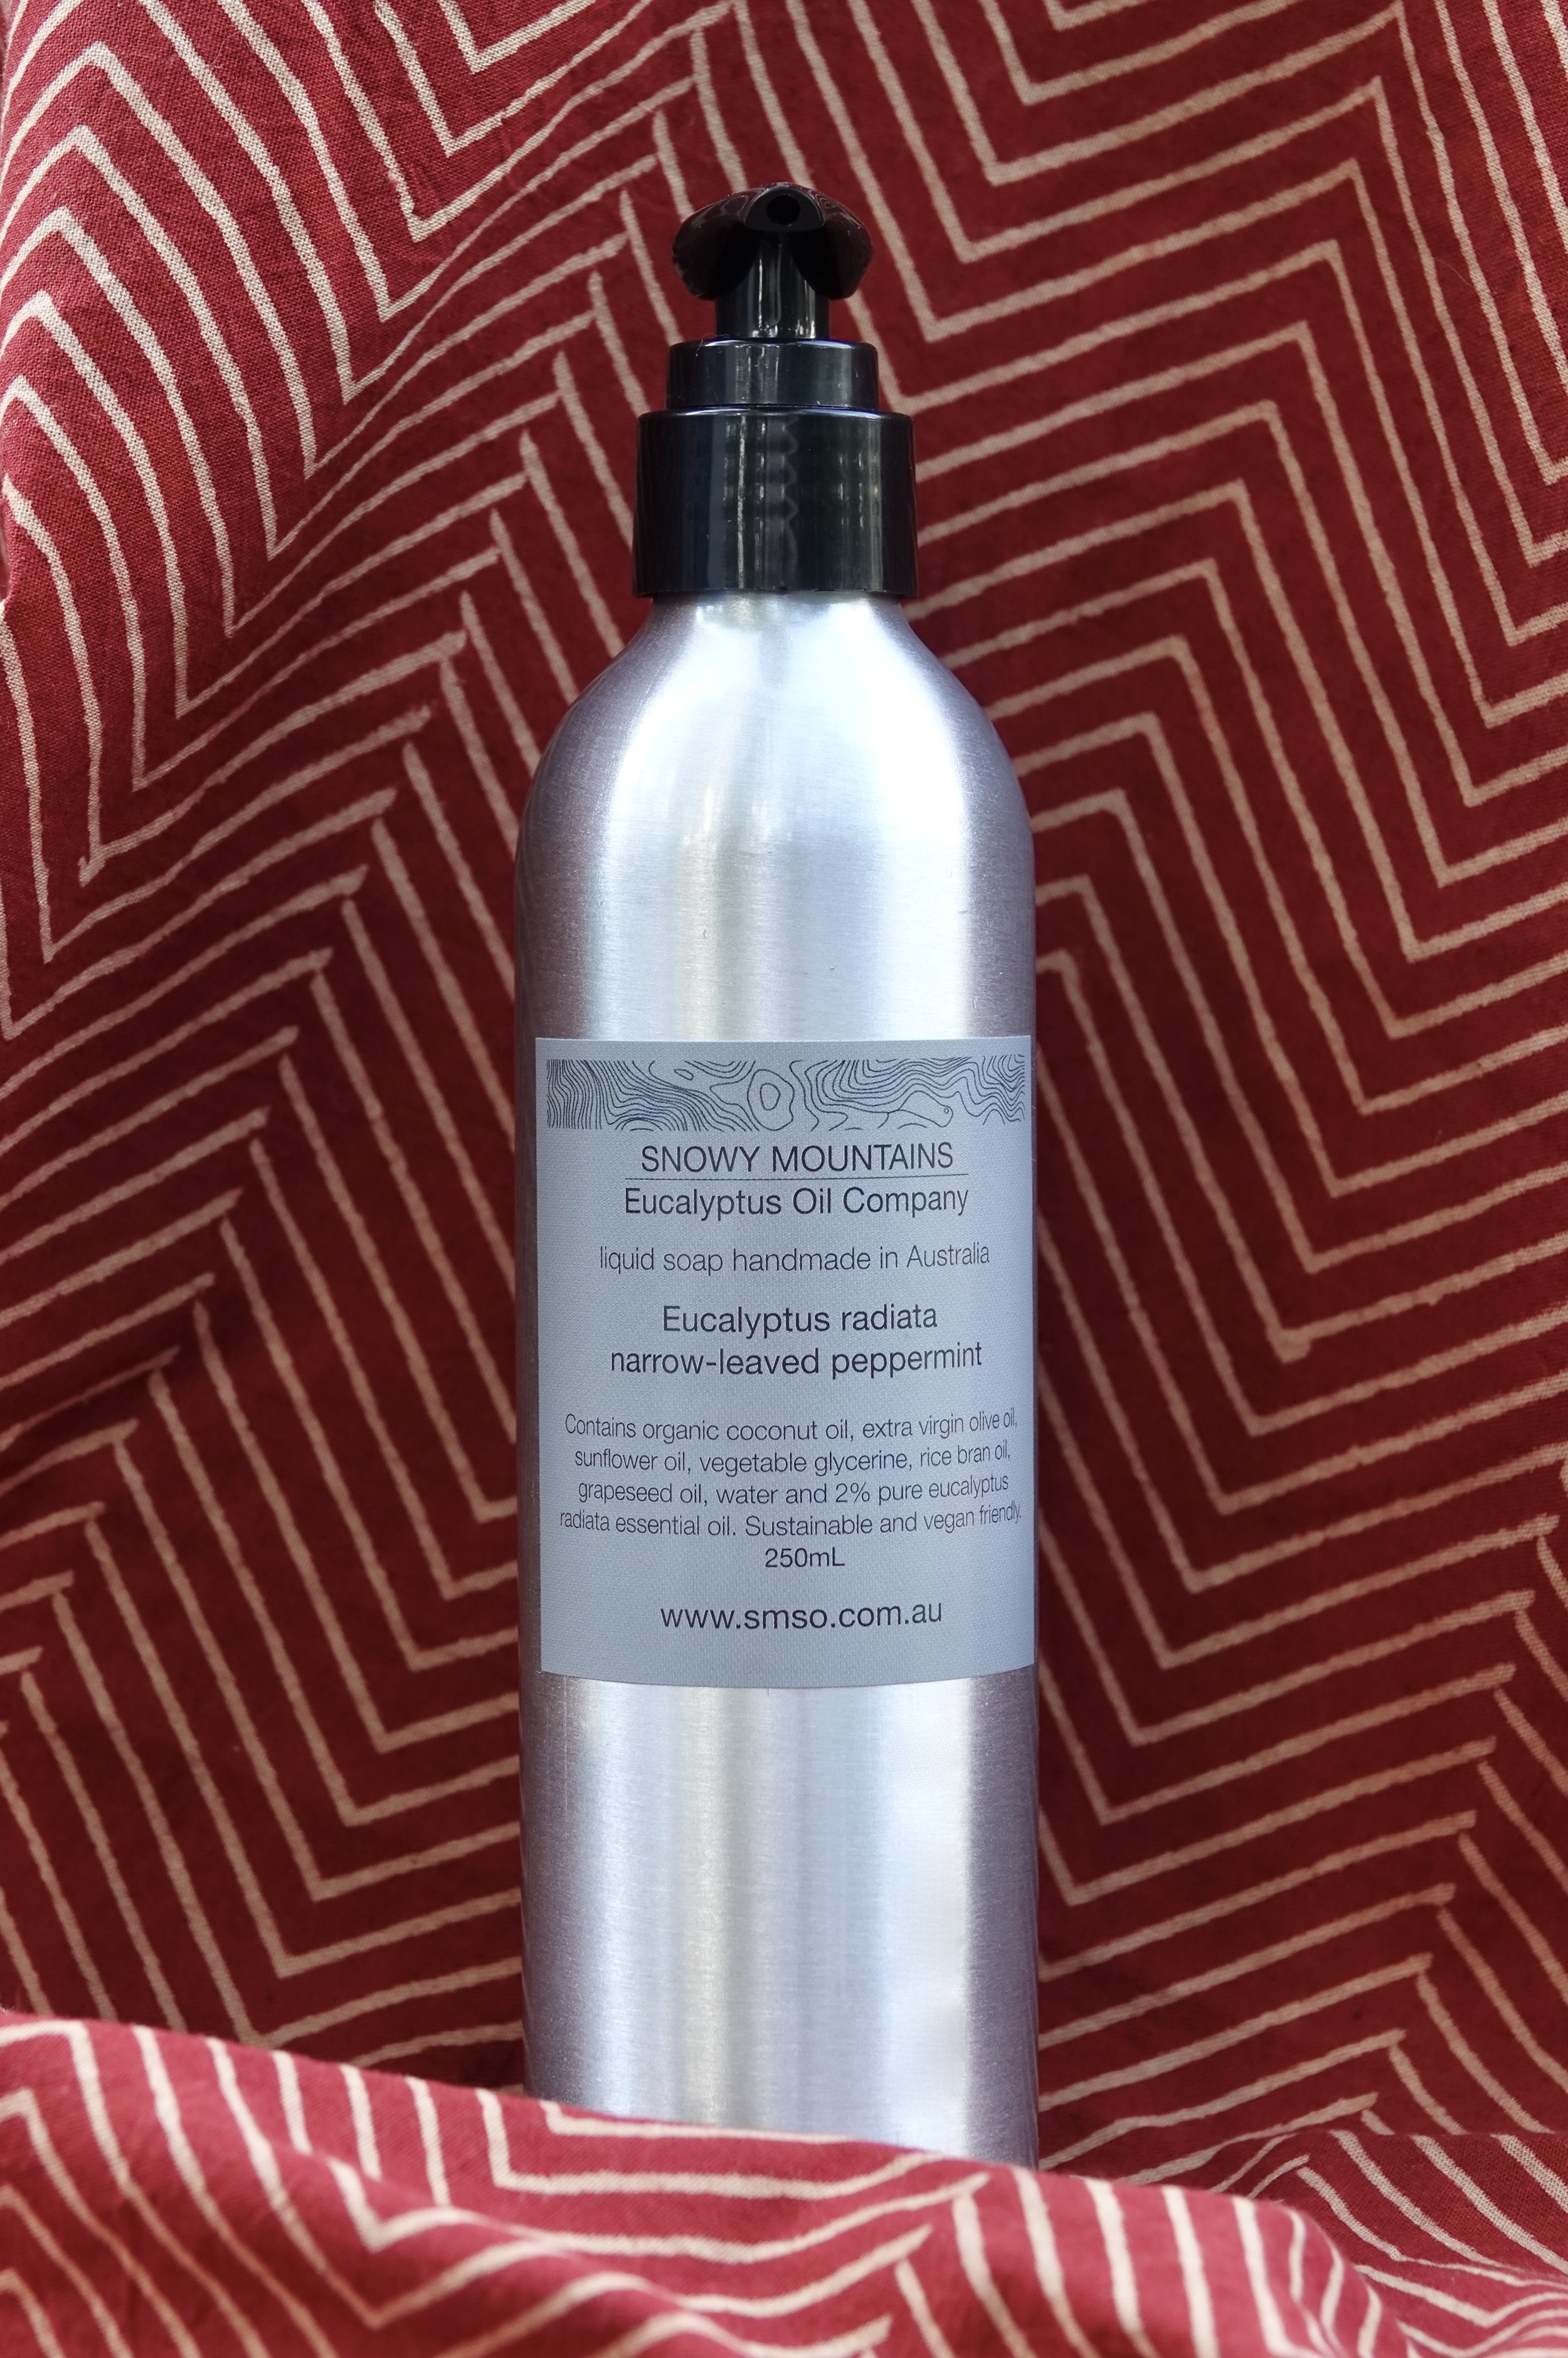 SNOWY MOUNTAINS
Eucalyptus Oil Company
liquid soap handmade in Australia
Eucalyptus radiata
narrow-leaved peppermint
Contains organic coconut oil, extra virgin olive oil,
sunflower oil, vegetable glycerine, rice bran oil,
grapeseed oil, water and 2% pure eucalyptus
radiata essential oil. Sustainable and vegan friendly.
250mL
www.smso.com.au